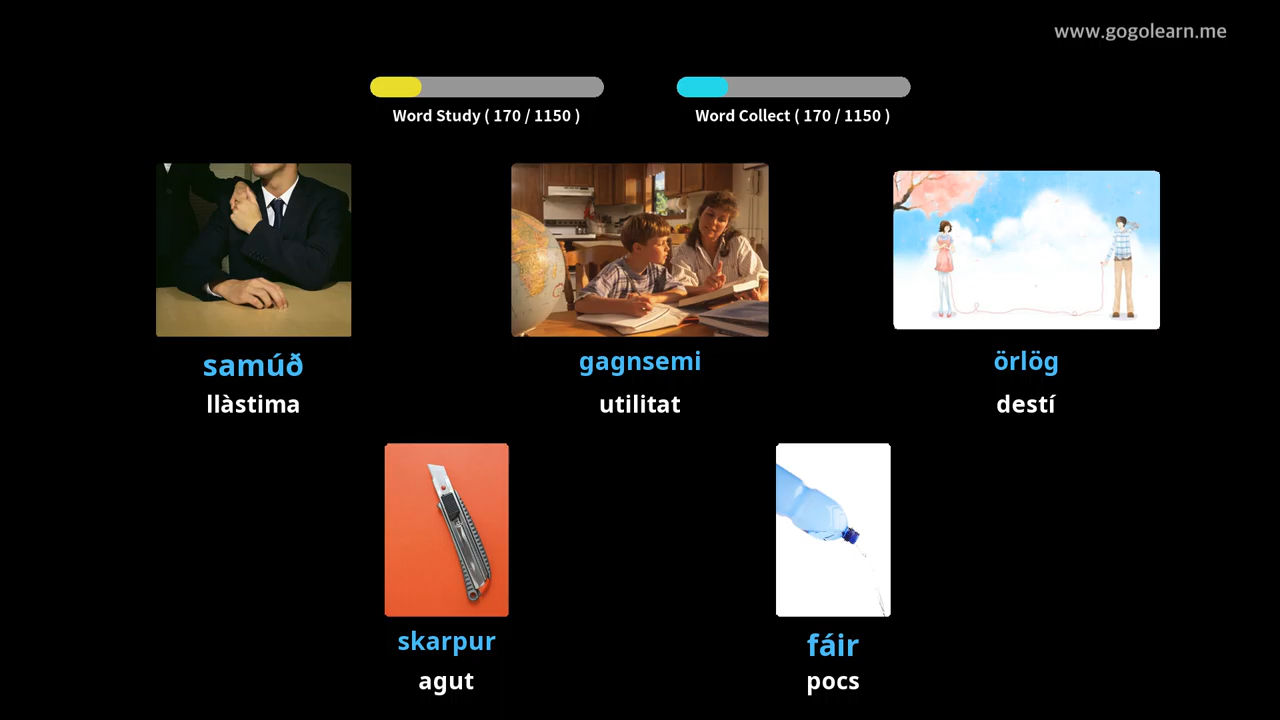 www.gogolearn.me
Word Study ( 170 / 1150 )
Word Collect ( 170 / 1150 )
samúð
llàstima
gagnsemi
utilitat
örlög
destí
skarpur
agut
fáir
pocs